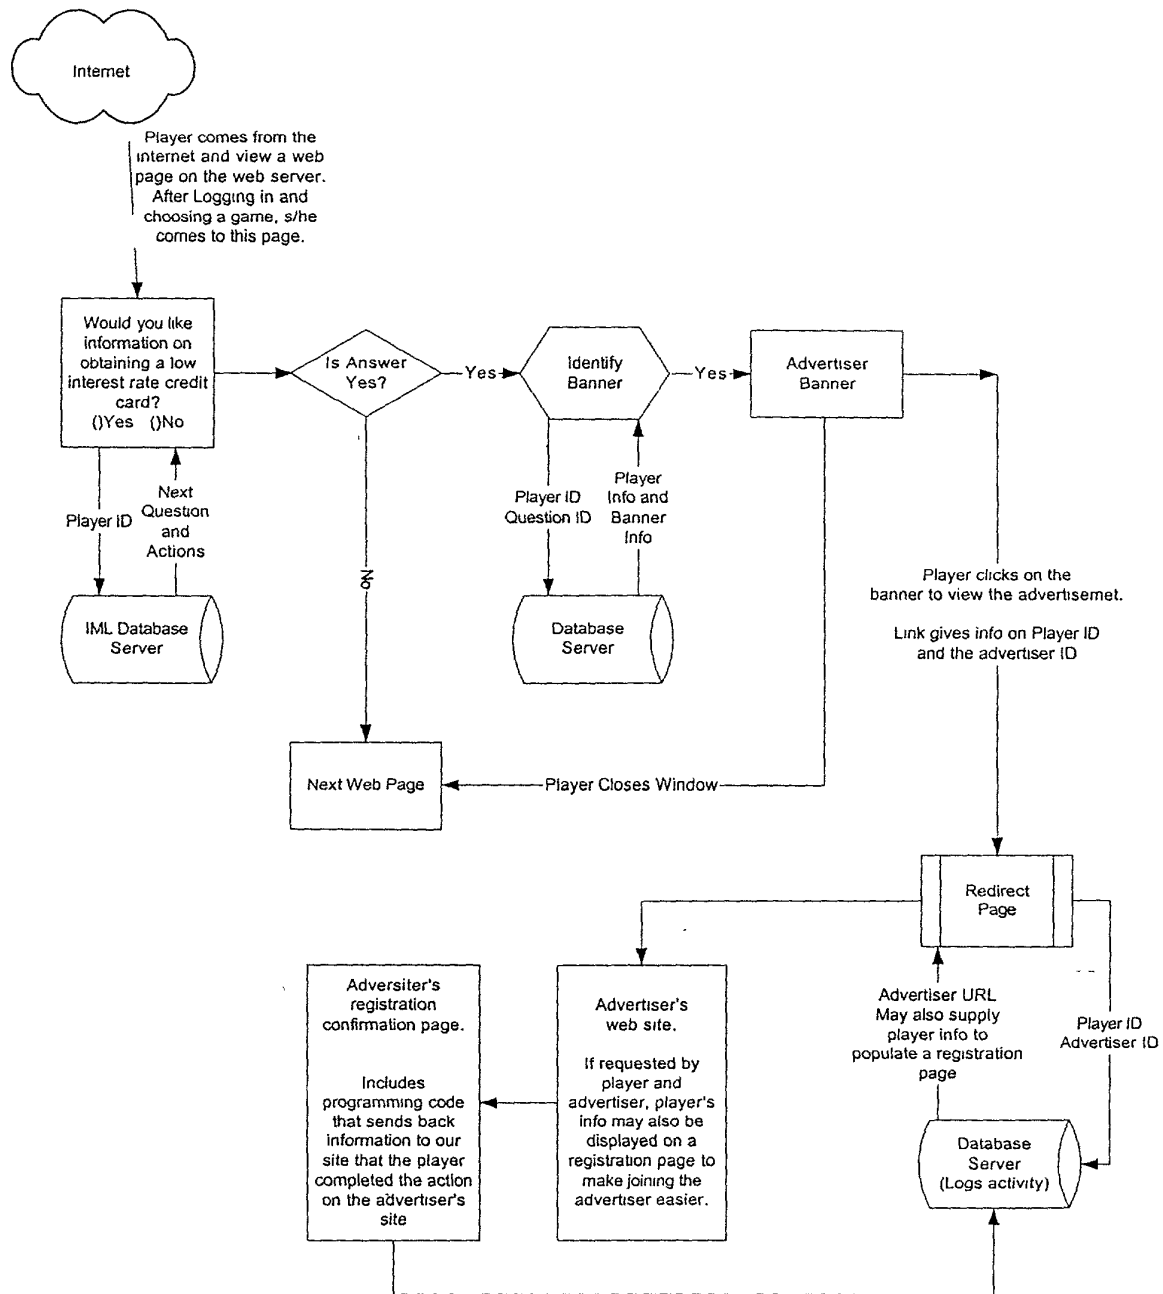 Internet
Player comes from the
internet and view a web
page on the web server.
After Logging in and
choosing a game, s/he
comes to this page.
Would you like
information on
obtaining a low
interest rate credit
card?
()Yes ()No
Is Answer
Yes?
Yes
Identify
Banner
Yes
Advertiser
Banner
Player ID
Next
Question
and
Actions
Player ID
Question ID
Player
Info and
Banner
Info
No
IML Database
Server
Database
Server
Player clicks on the
banner to view the advertisemet.
Link gives info on Player ID
and the advertiser ID
Next Web Page
Player Closes Window
Redirect
Page
Adversiter's
registration
confirmation page.
Includes
programming code
that sends back
information to our
site that the player
completed the action
on the advertiser's
site
Advertiser's
web site.
If requested by
player and
advertiser, player's
info may also be
displayed on a
registration page to
make joining the
advertiser easier.
Advertiser URL
May also supply
player info to
populate a registration
page
Player ID
Advertiser ID
Database
Server
(Logs activity)